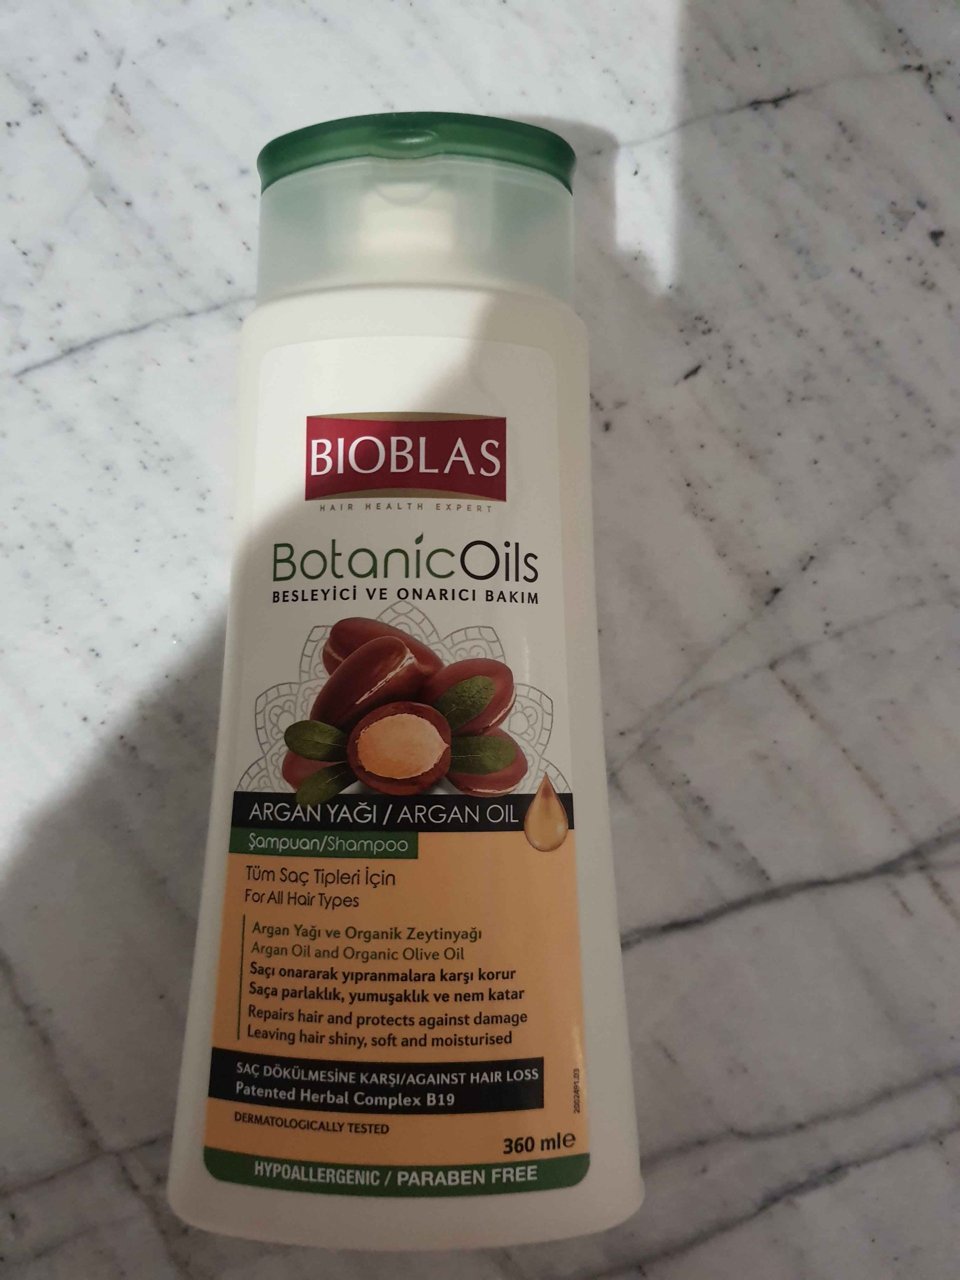 BIOBLAS
HAIR HEALTH EXPERT
BotanicOils
BESLEYİCİ VE ONARICI BAKIM
ARGAN YAĞI / ARGAN OIL
Şampuan/Shampoo
Tüm Saç Tipleri İçin
For All Hair Types
Argan Yağı ve Organik Zeytinyağı
Argan Oil and Organic Olive Oil
Saçı onararak yıpranmalara karşı korur
Saça parlaklık, yumuşaklık ve nem katar
Repairs hair and protects against damage
Leaving hair shiny, soft and moisturised
SAÇ DÖKÜLMESİNE KARŞI/AGAINST HAIR LOSS
Patented Herbal Complex B19
DERMATOLOGICALLY TESTED
360 ml℮
HYPOALLERGENIC / PARABEN FREE